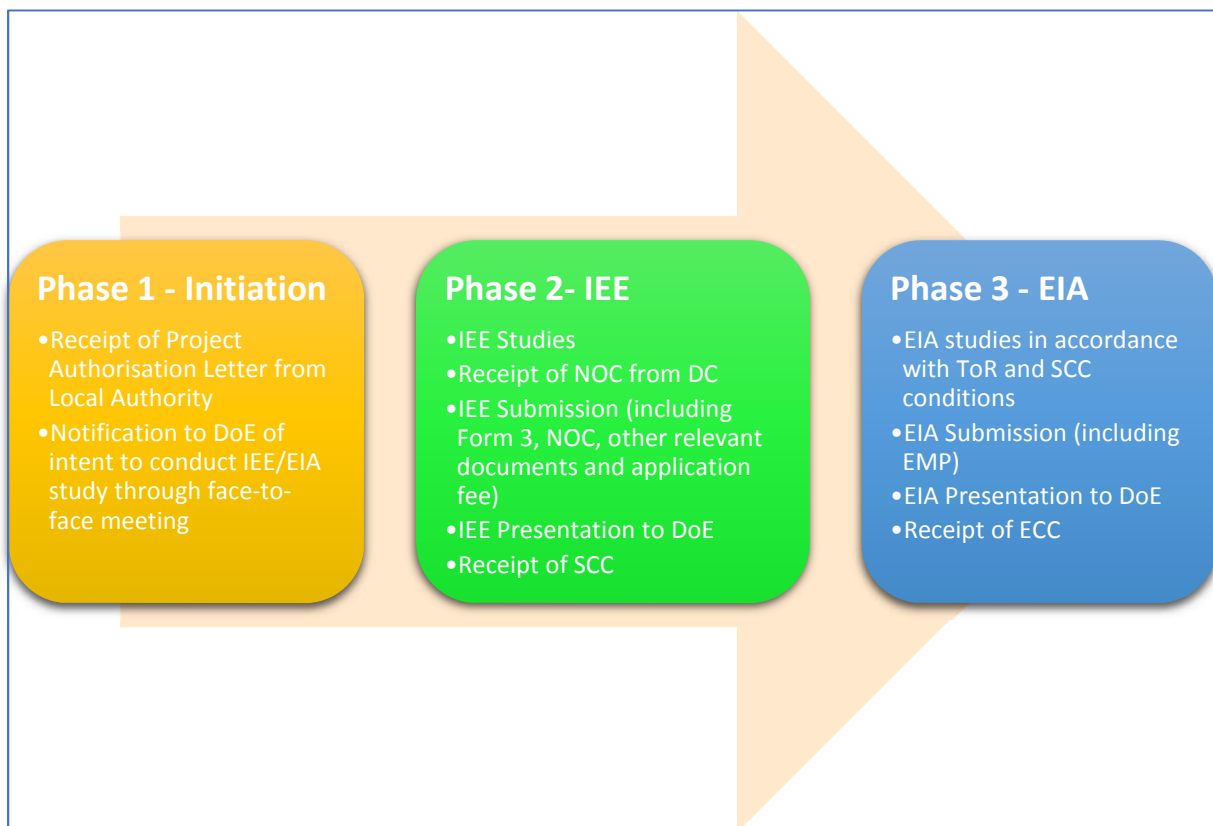 Phase 1 - Initiation
•Receipt of Project
Authorisation Letter from
Local Authority
•Notification to DoE of
intent to conduct IEE/EIA
study through face-to-
face meeting
Phase 2- IEE
•IEE Studies
•Receipt of NOC from DC
•IEE Submission (including
Form 3, NOC, other relevant
documents and application
fee)
•IEE Presentation to DoE
•Receipt of SCC
Phase 3 - EIA
•EIA studies in accordance
with ToR and SCC
conditions
•EIA Submission (including
EMP)
•EIA Presentation to DoE
•Receipt of ECC